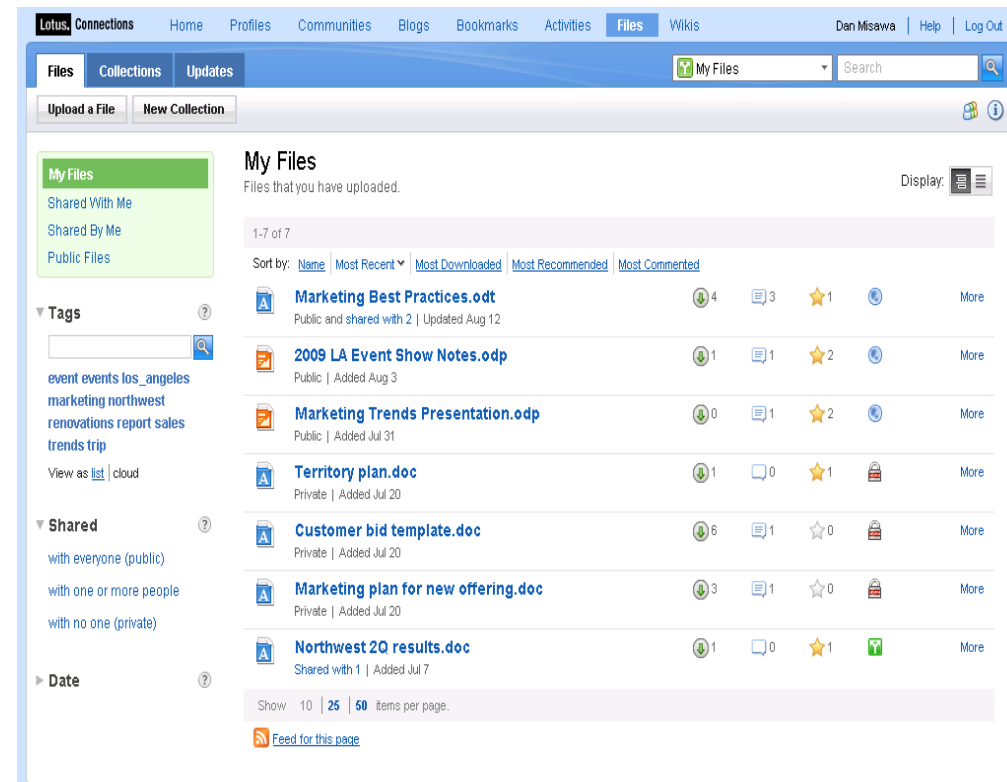 Lotus. Connections Home Profiles Communities Blogs Bookmarks Activities Files Wikis Dan Misawa | Help | Log Out
Files Collections Updates My Files Search
Upload a File New Collection
My Files
Shared With Me
Shared By Me
Public Files
Tags
event events los_angeles
marketing northwest
renovations report sales
trends trip
View as list | cloud
Shared
with everyone (public)
with one or more people
with no one (private)
Date
My Files
Files that you have uploaded.
Display:
1-7 of 7
Sort by: Name | Most Recent | Most Downloaded | Most Recommended | Most Commented
Marketing Best Practices.odt 4 3 1 More
Public and shared with 2 | Updated Aug 12
2009 LA Event Show Notes.odp 1 1 2 More
Public | Added Aug 3
Marketing Trends Presentation.odp 0 1 2 More
Public | Added Jul 31
Territory plan.doc 1 0 1 More
Private | Added Jul 20
Customer bid template.doc 6 1 0 More
Private | Added Jul 20
Marketing plan for new offering.doc 3 1 0 More
Private | Added Jul 20
Northwest 2Q results.doc 1 0 1 More
Shared with 1 | Added Jul 7
Show 10 | 25 | 50 items per page.
Feed for this page